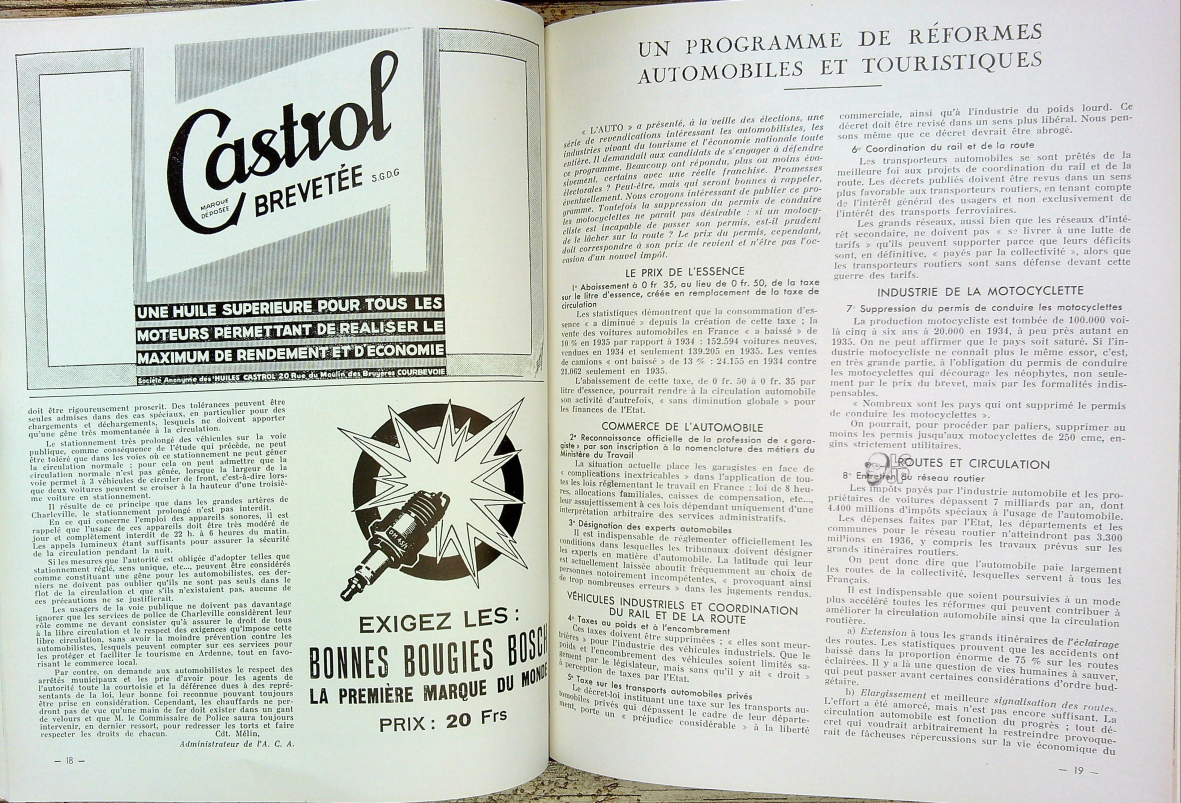 Castrol
MARQUE
DÉPOSÉE
BREVETÉE S.G.D.G
UNE HUILE SUPERIEURE POUR TOUS LES
MOTEURS PERMETTANT DE REALISER LE
MAXIMUM DE RENDEMENT ET D'ECONOMIE
Société Anonyme des "HUILES CASTROL" 20 Rue du Moulin des Bruyères COURBEVOIE
doit être rigoureusement proscrit. Des tolérances peuvent être
seules admises dans des cas spéciaux, en particulier pour des
chargements et déchargements, lesquels ne doivent apporter
qu'une gêne très momentanée à la circulation.
Le stationnement très prolongé des véhicules sur la voie
publique, comme conséquence de l'étude qui précède, ne peut
être toléré que dans les voies où ce stationnement ne peut gêner
la circulation normale ; pour cela on peut admettre que la
circulation normale n'est pas gênée, lorsque la largeur de la
voie permet à 3 véhicules de circuler de front, c'est-à-dire lors-
que deux voitures peuvent se croiser à la hauteur d'une troisiè-
me voiture en stationnement.
Il résulte de ce principe que dans les grandes artères de
Charleville, le stationnement prolongé n'est pas interdit.
En ce qui concerne l'emploi des appareils sonores, il est
rappelé que l'usage de ces appareils doit être très modéré de
jour et complètement interdit de 22 h. à 6 heures du matin.
Les appels lumineux étant suffisants pour assurer la sécurité
de la circulation pendant la nuit.
Si les mesures que l'autorité est obligée d'adopter telles que
stationnement réglé, sens unique, etc..., peuvent être considérés
comme constituant une gêne pour les automobilistes, ces der-
niers ne doivent pas oublier qu'ils ne sont pas seuls dans le
flot de la circulation et que s'ils n'existaient pas, aucune de
ces précautions ne se justifierait.
Les usagers de la voie publique ne doivent pas davantage
ignorer que les services de police de Charleville considèrent leur
rôle comme ne devant consister qu'à assurer le droit de tous
à la libre circulation et le respect des exigences qu'impose cette
libre circulation, sans avoir la moindre prévention contre les
automobilistes, lesquels peuvent compter sur ces services pour
les protéger et faciliter le tourisme en Ardenne, tout en favo-
risant le commerce local.
Par contre, on demande aux automobilistes le respect des
arrêtés municipaux et les prie d'avoir pour les agents de
l'autorité toute la courtoisie et la déférence dues à des repré-
sentants de la loi, leur bonne foi reconnue pouvant toujours
être prise en considération. Cependant, les chauffards ne per-
dront pas de vue qu'une main de fer doit exister dans un gant
de velours et que M. le Commissaire de Police saura toujours
intervenir, en dernier ressort, pour redresser les torts et faire
respecter les droits de chacun. Cdt. Mélin,
Administrateur de l'A. C. A.
— 18 —
EXIGEZ LES :
BONNES BOUGIES BOSCH
LA PREMIÈRE MARQUE DU MONDE
PRIX : 20 Frs
UN PROGRAMME DE RÉFORMES
AUTOMOBILES ET TOURISTIQUES
« L'AUTO » a présenté, à la veille des élections, une
série de revendications intéressant les automobilistes, les
industries vivant du tourisme et l'économie nationale toute
entière. Il demandait aux candidats de s'engager à défendre
ce programme. Beaucoup ont répondu, plus ou moins éva-
sivement, certains avec une réelle franchise. Promesses
électorales ? Peut-être, mais qui seront bonnes à rappeler,
éventuellement. Nous croyons intéressant de publier ce pro-
gramme. Toutefois la suppression du permis de conduire
les motocyclettes ne parait pas désirable : si un motocy-
cliste est incapable de passer son permis, est-il prudent
de le lâcher sur la route ? Le prix du permis, cependant,
doit correspondre à son prix de revient et n'être pas l'oc-
casion d'un nouvel impôt.
LE PRIX DE L'ESSENCE
1° Abaissement à 0 fr. 35, au lieu de 0 fr. 50, de la taxe
sur le litre d'essence, créée en remplacement de la taxe de
circulation
Les statistiques démontrent que la consommation d'es-
sence « a diminué » depuis la création de cette taxe ; la
vente des voitures automobiles en France « a baissé » de
10 % en 1935 par rapport à 1934 : 152.594 voitures neuves,
vendues en 1934 et seulement 139.205 en 1935. Les ventes
de camions « ont baissé » de 13 % : 24.155 en 1934 contre
21.062 seulement en 1935.
L'abaissement de cette taxe, de 0 fr. 50 à 0 fr. 35 par
litre d'essence, pourrait rendre à la circulation automobile
son activité d'autrefois, « sans diminution globale » pour
les finances de l'Etat.
COMMERCE DE L'AUTOMOBILE
2° Reconnaissance officielle de la profession de « gara-
giste » par son inscription à la nomenclature des métiers du
Ministère du Travail
La situation actuelle place les garagistes en face de
« complications inextricables » dans l'application de tou-
tes les lois réglementant le travail en France : loi de 8 heu-
res, allocations familiales, caisses de compensation, etc...,
leur assujettissement à ces lois dépendant uniquement d'une
interprétation arbitraire des services administratifs.
3° Désignation des experts automobiles
Il est indispensable de réglementer officiellement les
conditions dans lesquelles les tribunaux doivent désigner
les experts en matière d'automobile. La latitude qui leur
est actuellement laissée aboutit fréquemment au choix de
personnes notoirement incompétentes, « provoquant ainsi
de trop nombreuses erreurs » dans les jugements rendus.
VÉHICULES INDUSTRIELS ET COORDINATION
DU RAIL ET DE LA ROUTE
4° Taxes au poids et à l'encombrement
Ces taxes doivent être supprimées ; « elles sont meur-
trières » pour l'industrie des véhicules industriels. Que le
poids et l'encombrement des véhicules soient limités sa-
gement par le législateur, mais sans qu'il y ait « droit »
à perception de taxes par l'Etat.
5° Taxe sur les transports automobiles privés
Le décret-loi instituant une taxe sur les transports au-
tomobiles privés qui dépassent le cadre de leur départe-
ment, porte un « préjudice considérable » à la liberté
commerciale, ainsi qu'à l'industrie du poids lourd. Ce
décret doit être revisé dans un sens plus libéral. Nous pen-
sons même que ce décret devrait être abrogé.
6° Coordination du rail et de la route
Les transporteurs automobiles se sont prêtés de la
meilleure foi aux projets de coordination du rail et de la
route. Les décrets publiés doivent être revus dans un sens
plus favorable aux transporteurs routiers, en tenant compte
de l'intérêt général des usagers et non exclusivement de
l'intérêt des transports ferroviaires.
Les grands réseaux, aussi bien que les réseaux d'inté-
rêt secondaire, ne doivent pas « se livrer à une lutte de
tarifs » qu'ils peuvent supporter parce que leurs déficits
sont, en définitive, « payés par la collectivité », alors que
les transporteurs routiers sont sans défense devant cette
guerre des tarifs.
INDUSTRIE DE LA MOTOCYCLETTE
7° Suppression du permis de conduire les motocyclettes
La production motocycliste est tombée de 100.000 voi-
là cinq à six ans à 20.000 en 1934, à peu près autant en
1935. On ne peut affirmer que le pays soit saturé. Si l'in-
dustrie motocycliste ne connaît plus le même essor, c'est,
en très grande partie, à l'obligation du permis de conduire
les motocyclettes qui décourage les néophytes, non seule-
ment par le prix du brevet, mais par les formalités indis-
pensables.
« Nombreux sont les pays qui ont supprimé le permis
de conduire les motocyclettes ».
On pourrait, pour procéder par paliers, supprimer au
moins les permis jusqu'aux motocyclettes de 250 cmc, en-
gins strictement utilitaires.
ROUTES ET CIRCULATION
8° Entretien du réseau routier
Les impôts payés par l'industrie automobile et les pro-
priétaires de voitures dépassent 7 milliards par an, dont
4.400 millions d'impôts spéciaux à l'usage de l'automobile.
Les dépenses faites par l'Etat, les départements et les
communes pour le réseau routier n'atteindront pas 3.300
millions en 1936, y compris les travaux prévus sur les
grands itinéraires routiers.
On peut donc dire que l'automobile paie largement
les routes de la collectivité, lesquelles servent à tous les
Français.
Il est indispensable que soient poursuivies à un mode
plus accéléré toutes les réformes qui peuvent contribuer à
améliorer la circulation automobile ainsi que la circulation
routière.
a) Extension à tous les grands itinéraires de l'éclairage
des routes. Les statistiques prouvent que les accidents ont
baissé dans la proportion énorme de 75 % sur les routes
éclairées. Il y a là une question de vies humaines à sauver,
qui peut passer avant certaines considérations d'ordre bud-
gétaire.
b) Elargissement et meilleure signalisation des routes.
L'effort a été amorcé, mais n'est pas encore suffisant. La
circulation automobile est fonction du progrès ; tout dé-
cret qui voudrait arbitrairement la restreindre provoque-
rait de fâcheuses répercussions sur la vie économique du
— 19 —